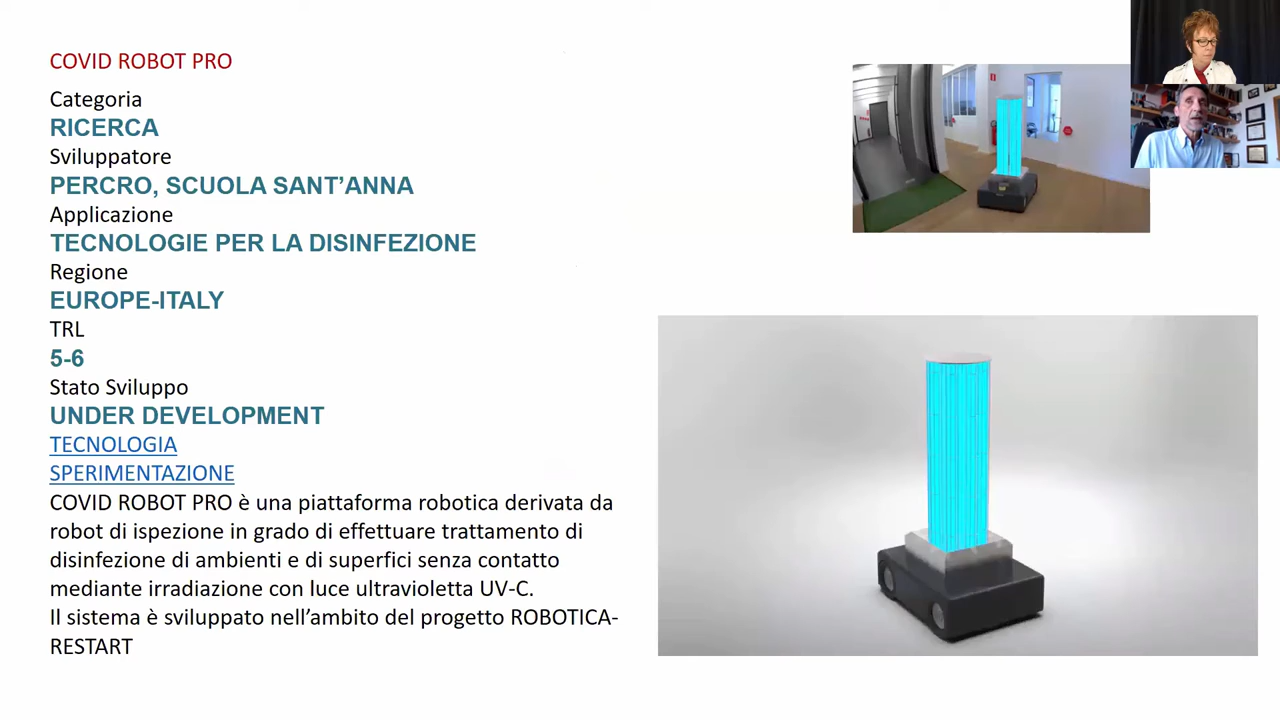 COVID ROBOT PRO
Categoria
RICERCA
Sviluppatore
PERCRO, SCUOLA SANT’ANNA
Applicazione
TECNOLOGIE PER LA DISINFEZIONE
Regione
EUROPE-ITALY
TRL
5-6
Stato Sviluppo
UNDER DEVELOPMENT
TECNOLOGIA
SPERIMENTAZIONE
COVID ROBOT PRO è una piattaforma robotica derivata da
robot di ispezione in grado di effettuare trattamento di
disinfezione di ambienti e di superfici senza contatto
mediante irradiazione con luce ultravioletta UV-C.
Il sistema è sviluppato nell’ambito del progetto ROBOTICA-
RESTART